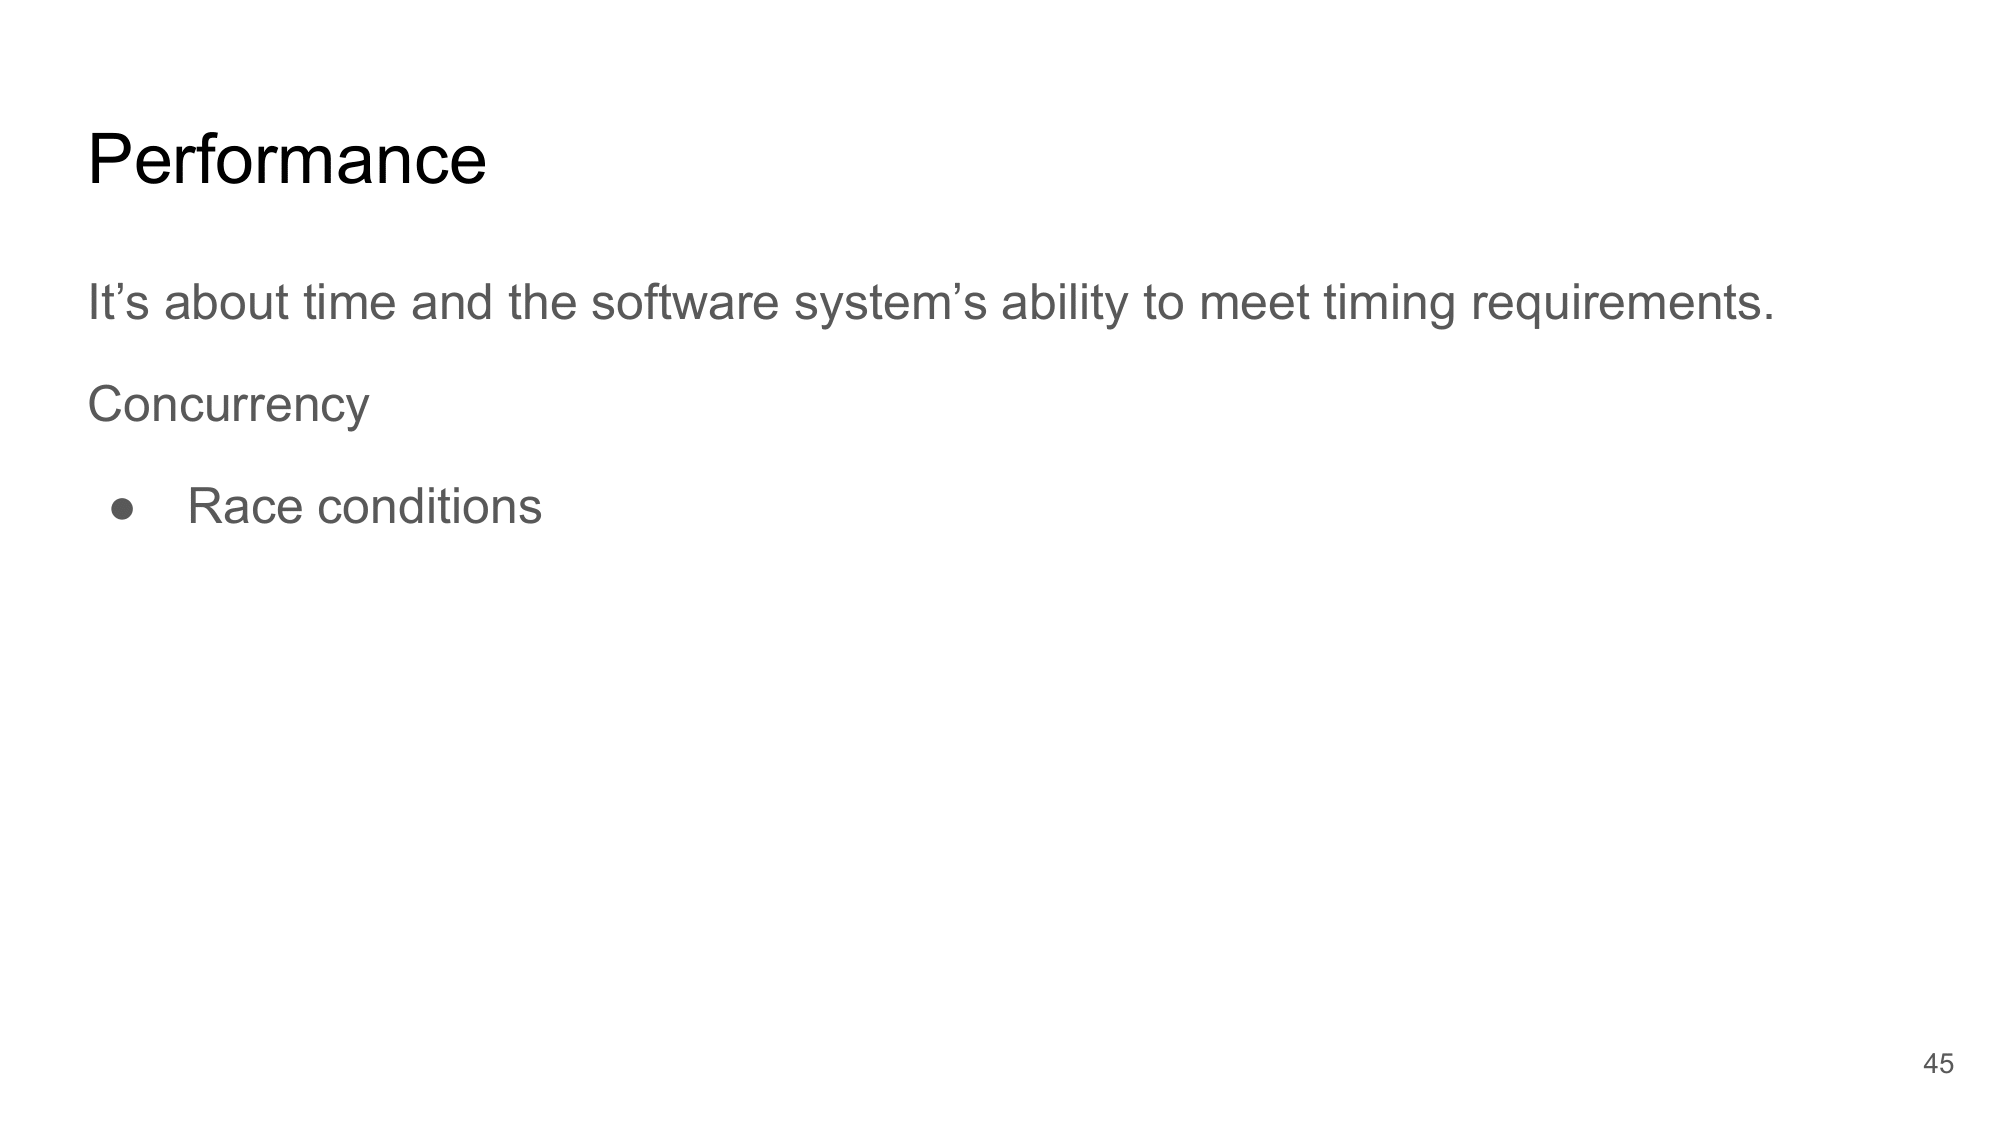 Performance
It’s about time and the software system’s ability to meet timing requirements.
Concurrency
● Race conditions
45